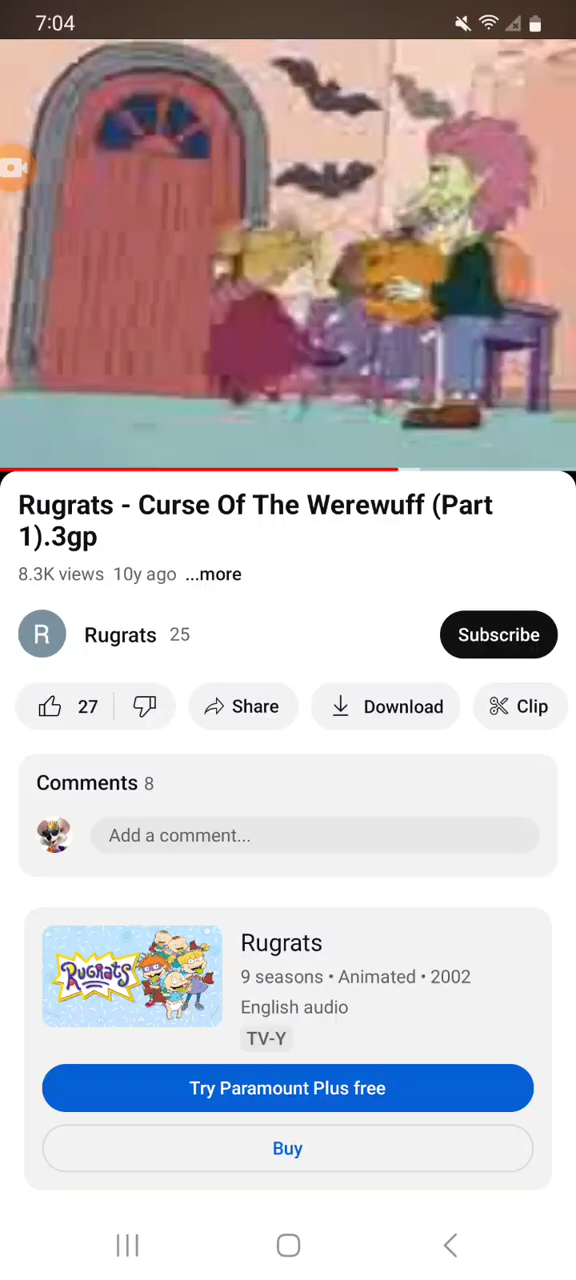 7:04
Rugrats - Curse Of The Werewuff (Part
1).3gp
8.3K views 10y ago ...more
R
Rugrats 25
Subscribe
27
Share
Download
Clip
Comments 8
Add a comment...
RUGRATS
Rugrats
9 seasons • Animated • 2002
English audio
TV-Y
Try Paramount Plus free
Buy